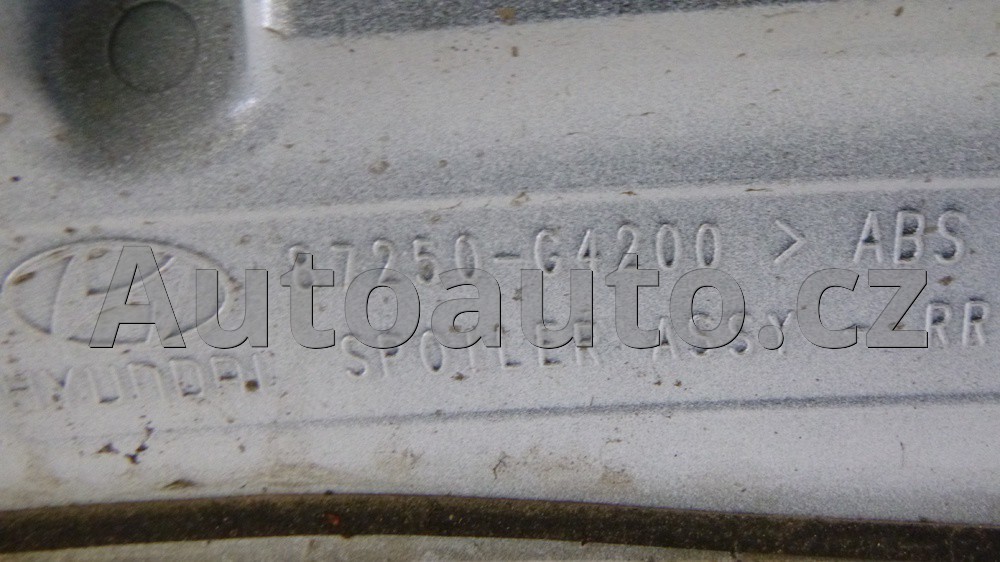 87250-G4200 > ABS
Autoauto.cz
HYUNDAI SPOILER ASSY - RR